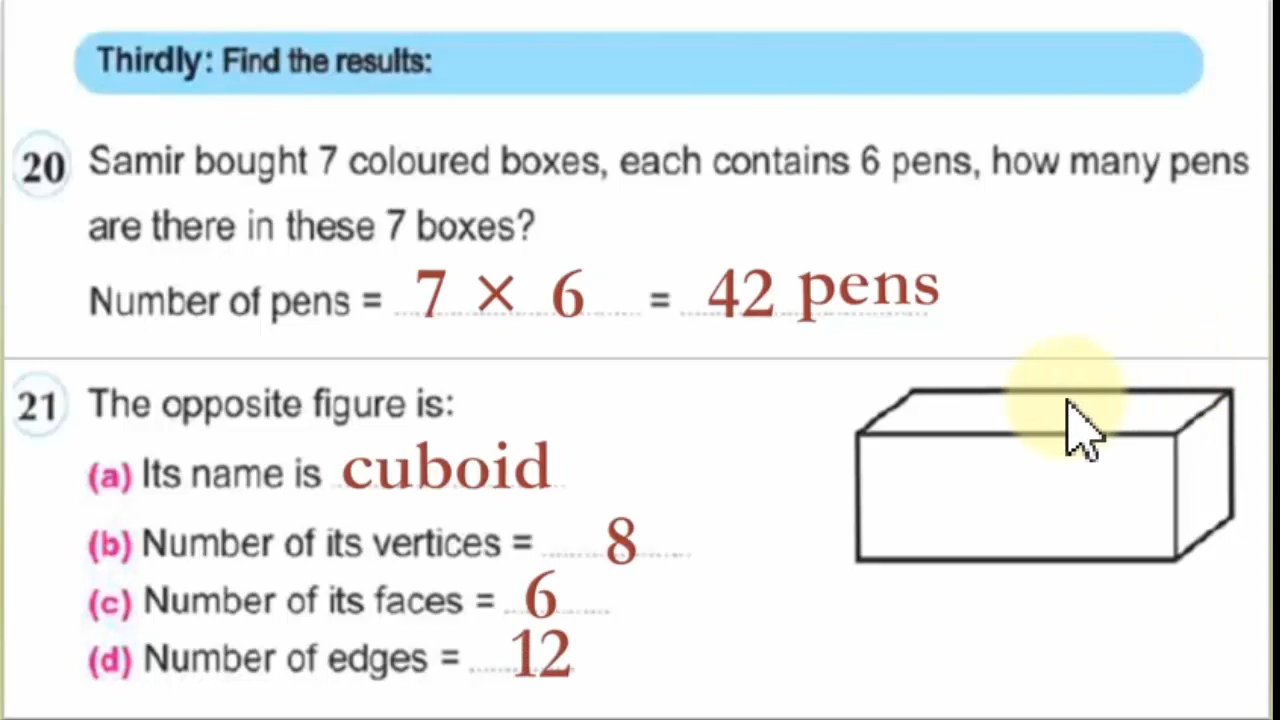 Thirdly: Find the results:
20 Samir bought 7 coloured boxes, each contains 6 pens, how many pens
are there in these 7 boxes?
Number of pens = 7 × 6 = 42 pens
21 The opposite figure is:
(a) Its name is cuboid
(b) Number of its vertices = 8
(c) Number of its faces = 6
(d) Number of edges = 12